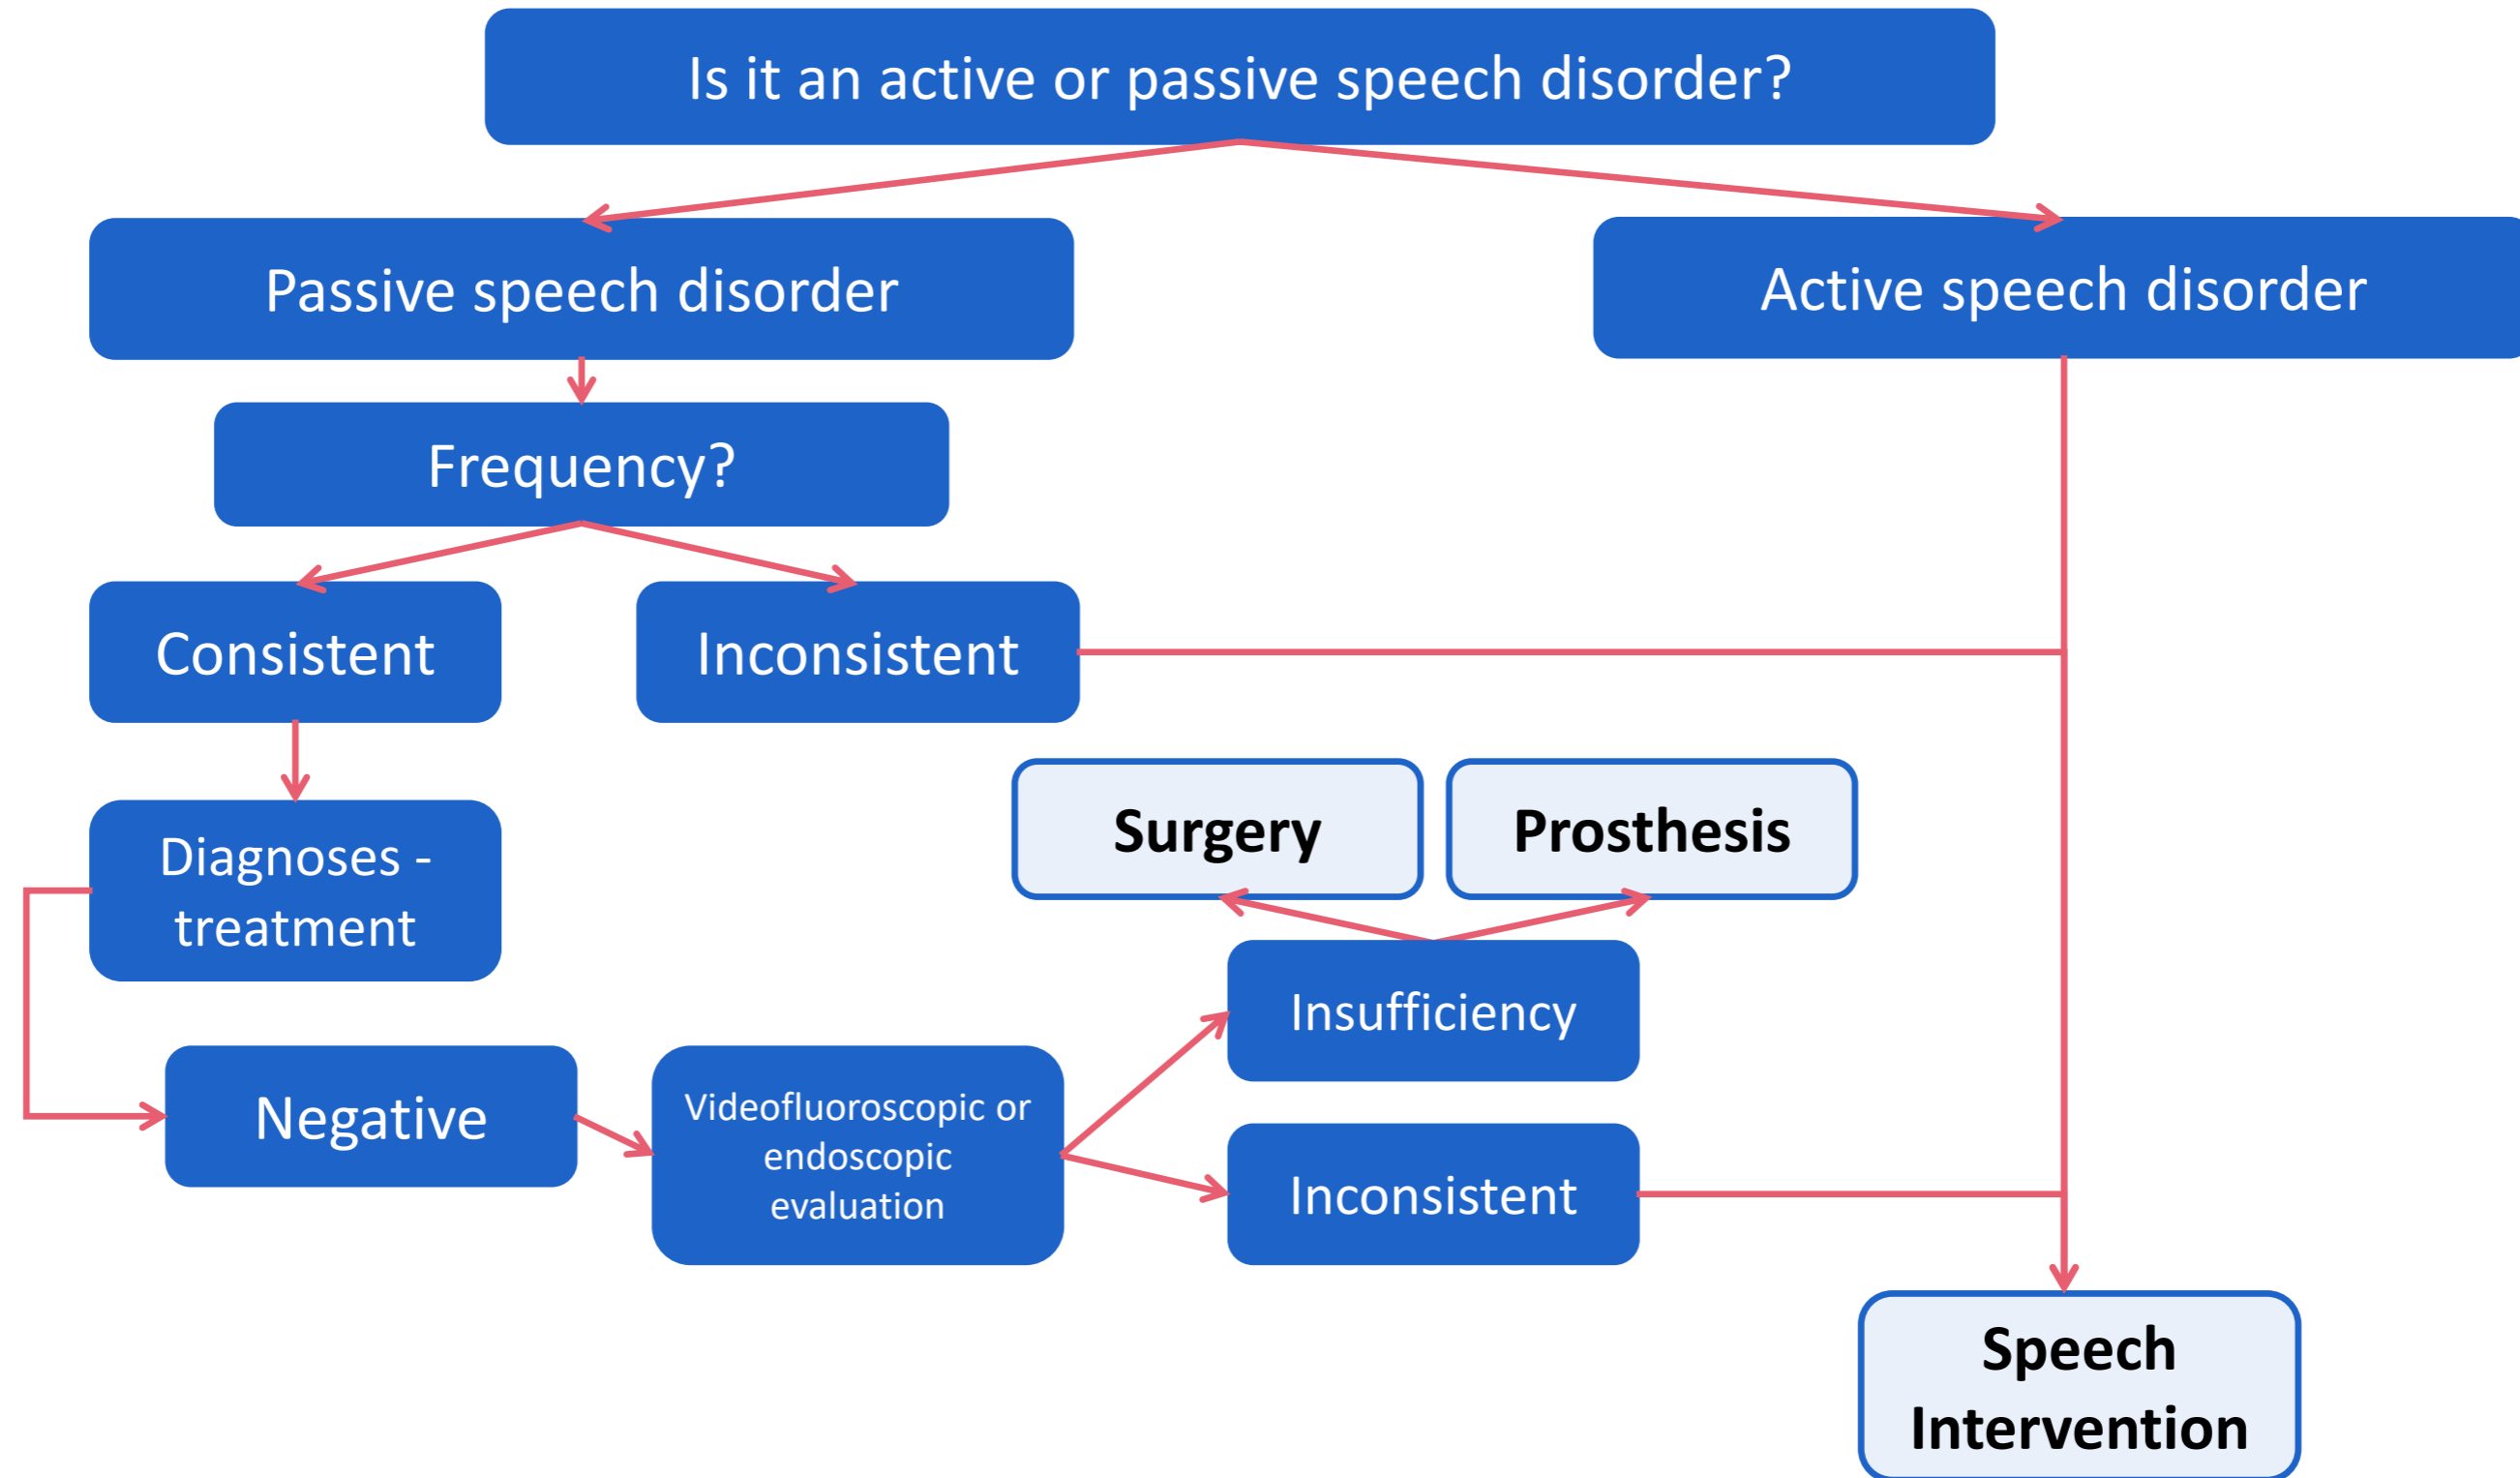 Is it an active or passive speech disorder?
Passive speech disorder
Active speech disorder
Frequency?
Consistent
Inconsistent
Surgery
Prosthesis
Diagnoses -
treatment
Insufficiency
Negative
Videofluoroscopic or
endoscopic
evaluation
Inconsistent
Speech
Intervention